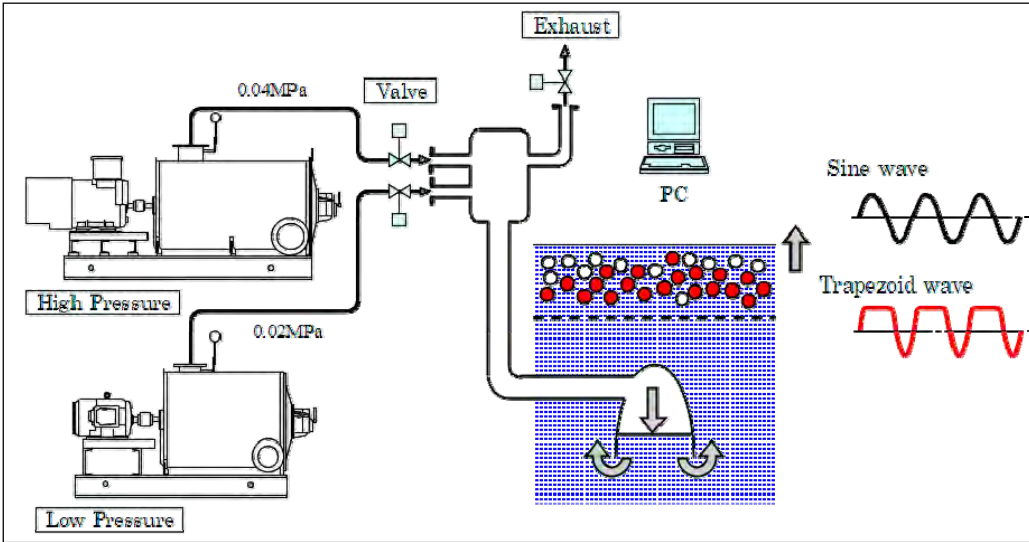 Exhaust
0.04MPa
Valve
PC
Sine wave
High Pressure
Trapezoid wave
0.02MPa
Low Pressure